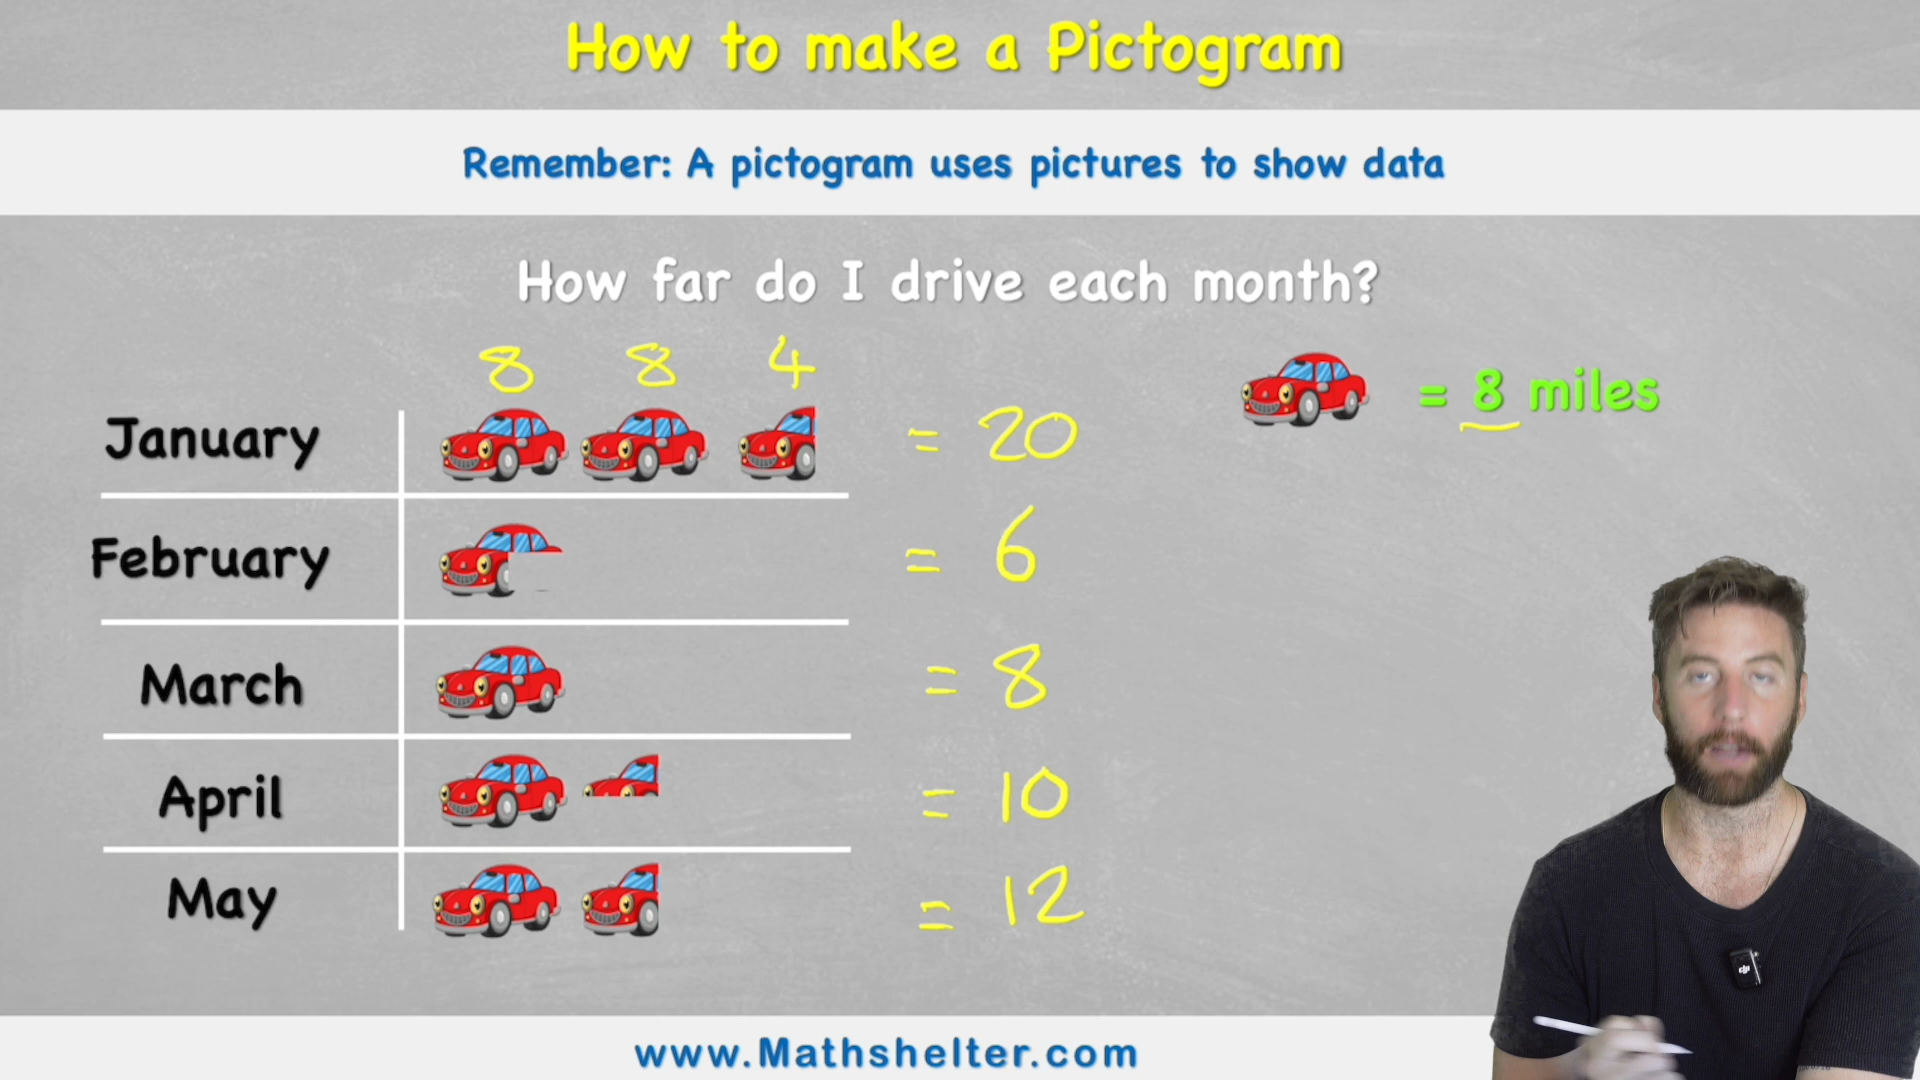 How to make a Pictogram
Remember: A pictogram uses pictures to show data
How far do I drive each month?
8 8 4
= 8 miles
January = 20
February = 6
March = 8
April = 10
May = 12
www.Mathshelter.com
dji